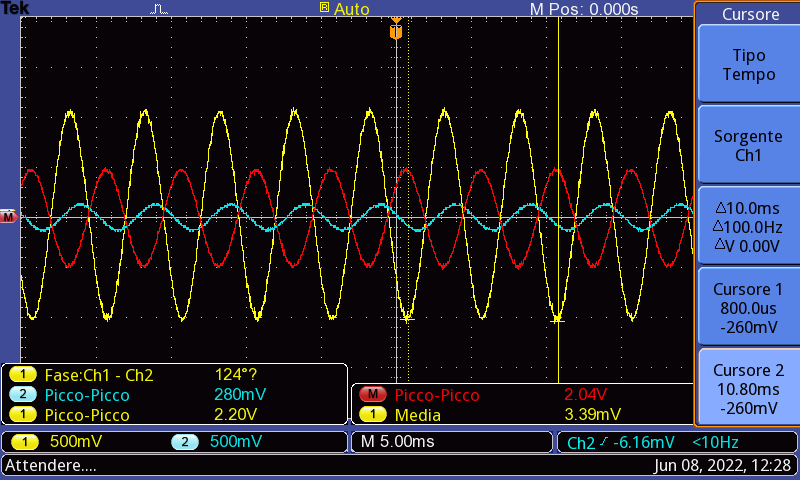 Tek Auto M Pos: 0.000s
Cursore
Tipo
Tempo
Sorgente
Ch1
△10.0ms
△100.0Hz
△V 0.00V
Cursore 1
800.0us
-260mV
Cursore 2
10.80ms
-260mV
T
M
1 Fase:Ch1 - Ch2 124°?
2 Picco-Picco 280mV
1 Picco-Picco 2.20V
M Picco-Picco 2.04V
1 Media 3.39mV
1 500mV 2 500mV M 5.00ms Ch2 -6.16mV <10Hz
Attendere.... Jun 08, 2022, 12:28